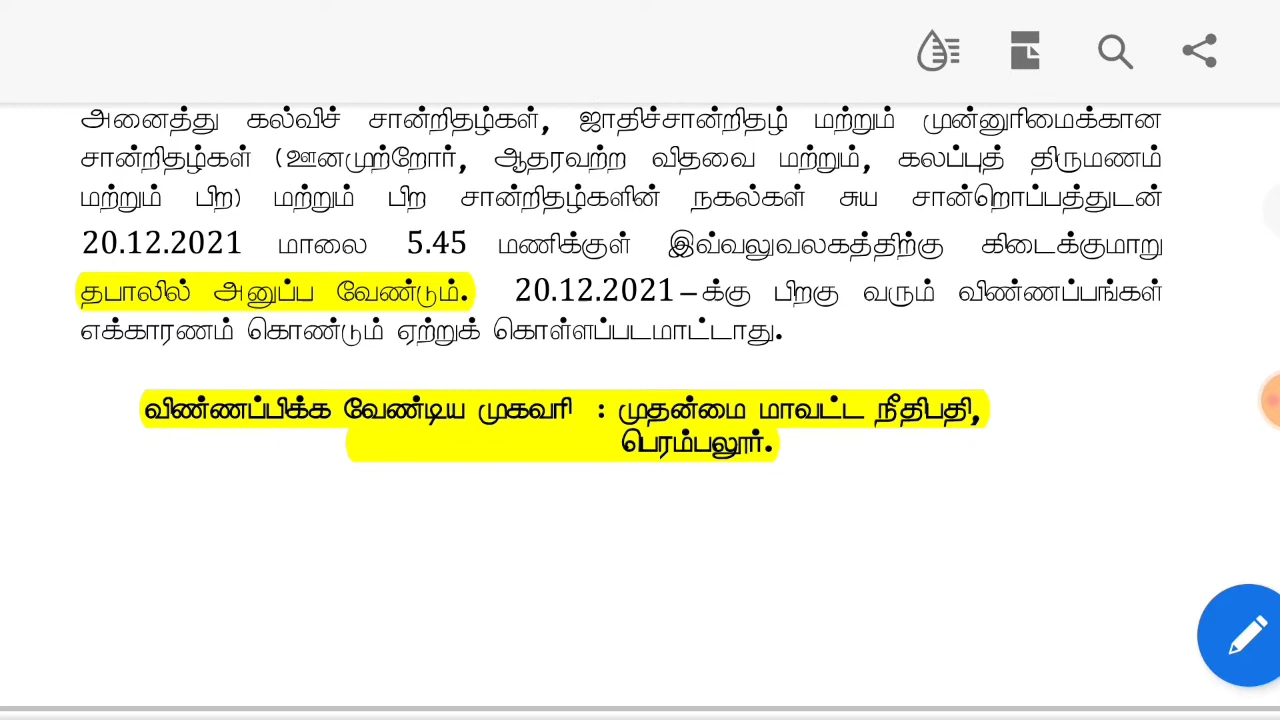 அனைத்து கல்விச் சான்றிதழ்கள், ஜாதிச்சான்றிதழ் மற்றும் முன்னுரிமைக்கான
சான்றிதழ்கள் (ஊனமுற்றோர், ஆதரவற்ற விதவை மற்றும், கலப்புத் திருமணம்
மற்றும் பிற) மற்றும் பிற சான்றிதழ்களின் நகல்கள் சுய சான்றொப்பத்துடன்
20.12.2021 மாலை 5.45 மணிக்குள் இவ்வலுவலகத்திற்கு கிடைக்குமாறு
தபாலில் அனுப்ப வேண்டும். 20.12.2021–க்கு பிறகு வரும் விண்ணப்பங்கள்
எக்காரணம் கொண்டும் ஏற்றுக் கொள்ளப்படமாட்டாது.
விண்ணப்பிக்க வேண்டிய முகவரி : முதன்மை மாவட்ட நீதிபதி,
பெரம்பலூர்.